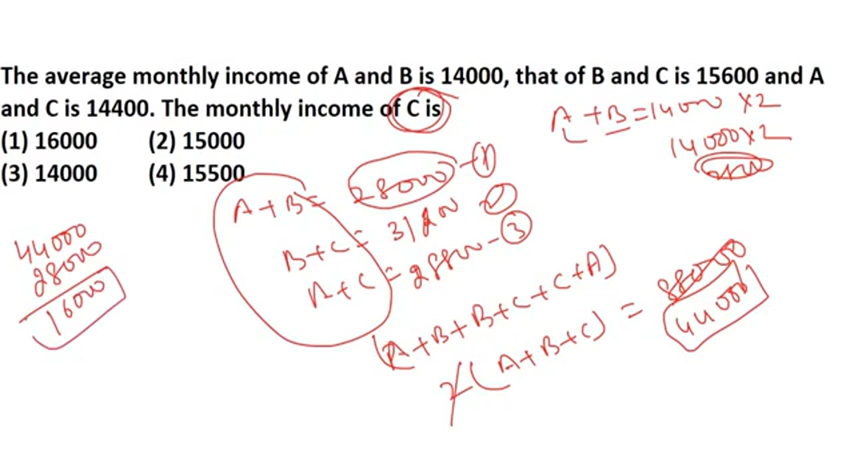 The average monthly income of A and B is 14000, that of B and C is 15600 and A
and C is 14400. The monthly income of C is
(1) 16000 (2) 15000
(3) 14000 (4) 15500
A + B = 14000 × 2
14000 × 2
A + B = 28000 - 1
B + C = 31200 2
A + C = 28800 - 3
(A + B + B + C + C + A) = 88000
2 (A + B + C) 44000
44000
28000
16000